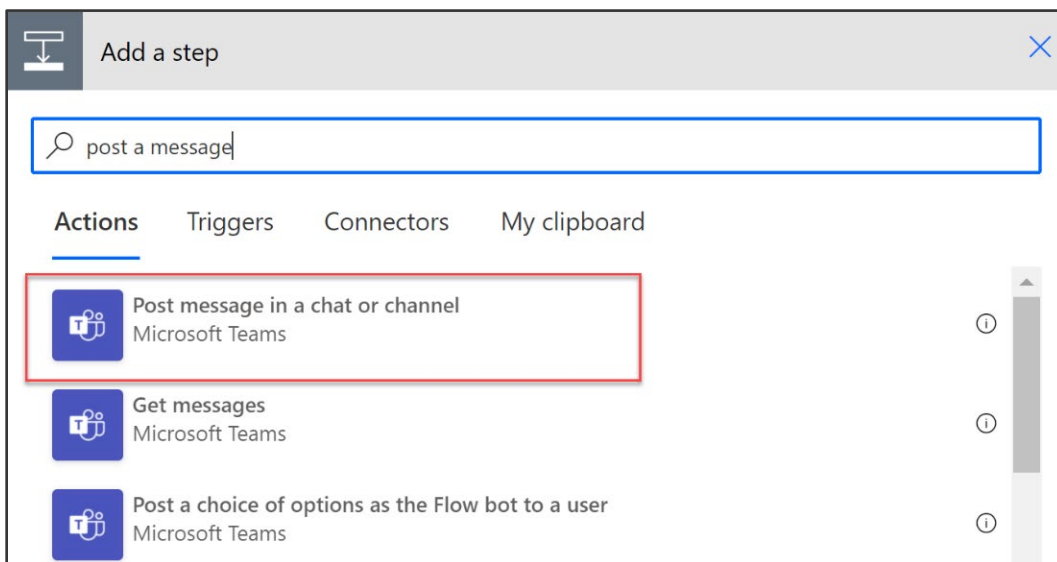 Add a step
post a message
Actions Triggers Connectors My clipboard
Post message in a chat or channel
Microsoft Teams
Get messages
Microsoft Teams
Post a choice of options as the Flow bot to a user
Microsoft Teams